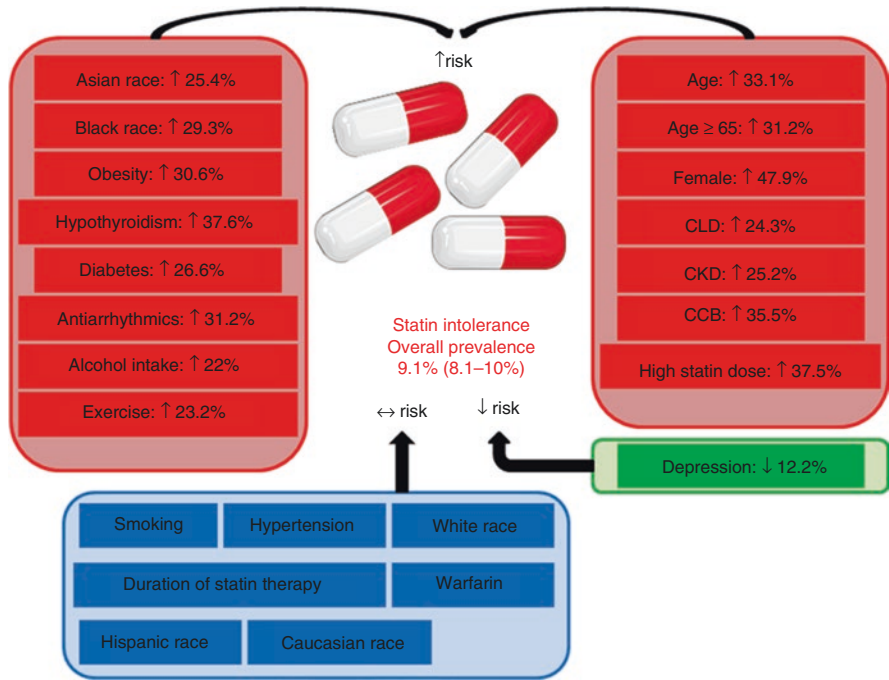 ↑risk
Asian race: ↑ 25.4%
Black race: ↑ 29.3%
Obesity: ↑ 30.6%
Hypothyroidism: ↑ 37.6%
Diabetes: ↑ 26.6%
Antiarrhythmics: ↑ 31.2%
Alcohol intake: ↑ 22%
Exercise: ↑ 23.2%
Age: ↑ 33.1%
Age ≥ 65: ↑ 31.2%
Female: ↑ 47.9%
CLD: ↑ 24.3%
CKD: ↑ 25.2%
CCB: ↑ 35.5%
High statin dose: ↑ 37.5%
Statin intolerance
Overall prevalence
9.1% (8.1–10%)
↔ risk
↓ risk
Depression: ↓ 12.2%
Smoking
Hypertension
White race
Duration of statin therapy
Warfarin
Hispanic race
Caucasian race